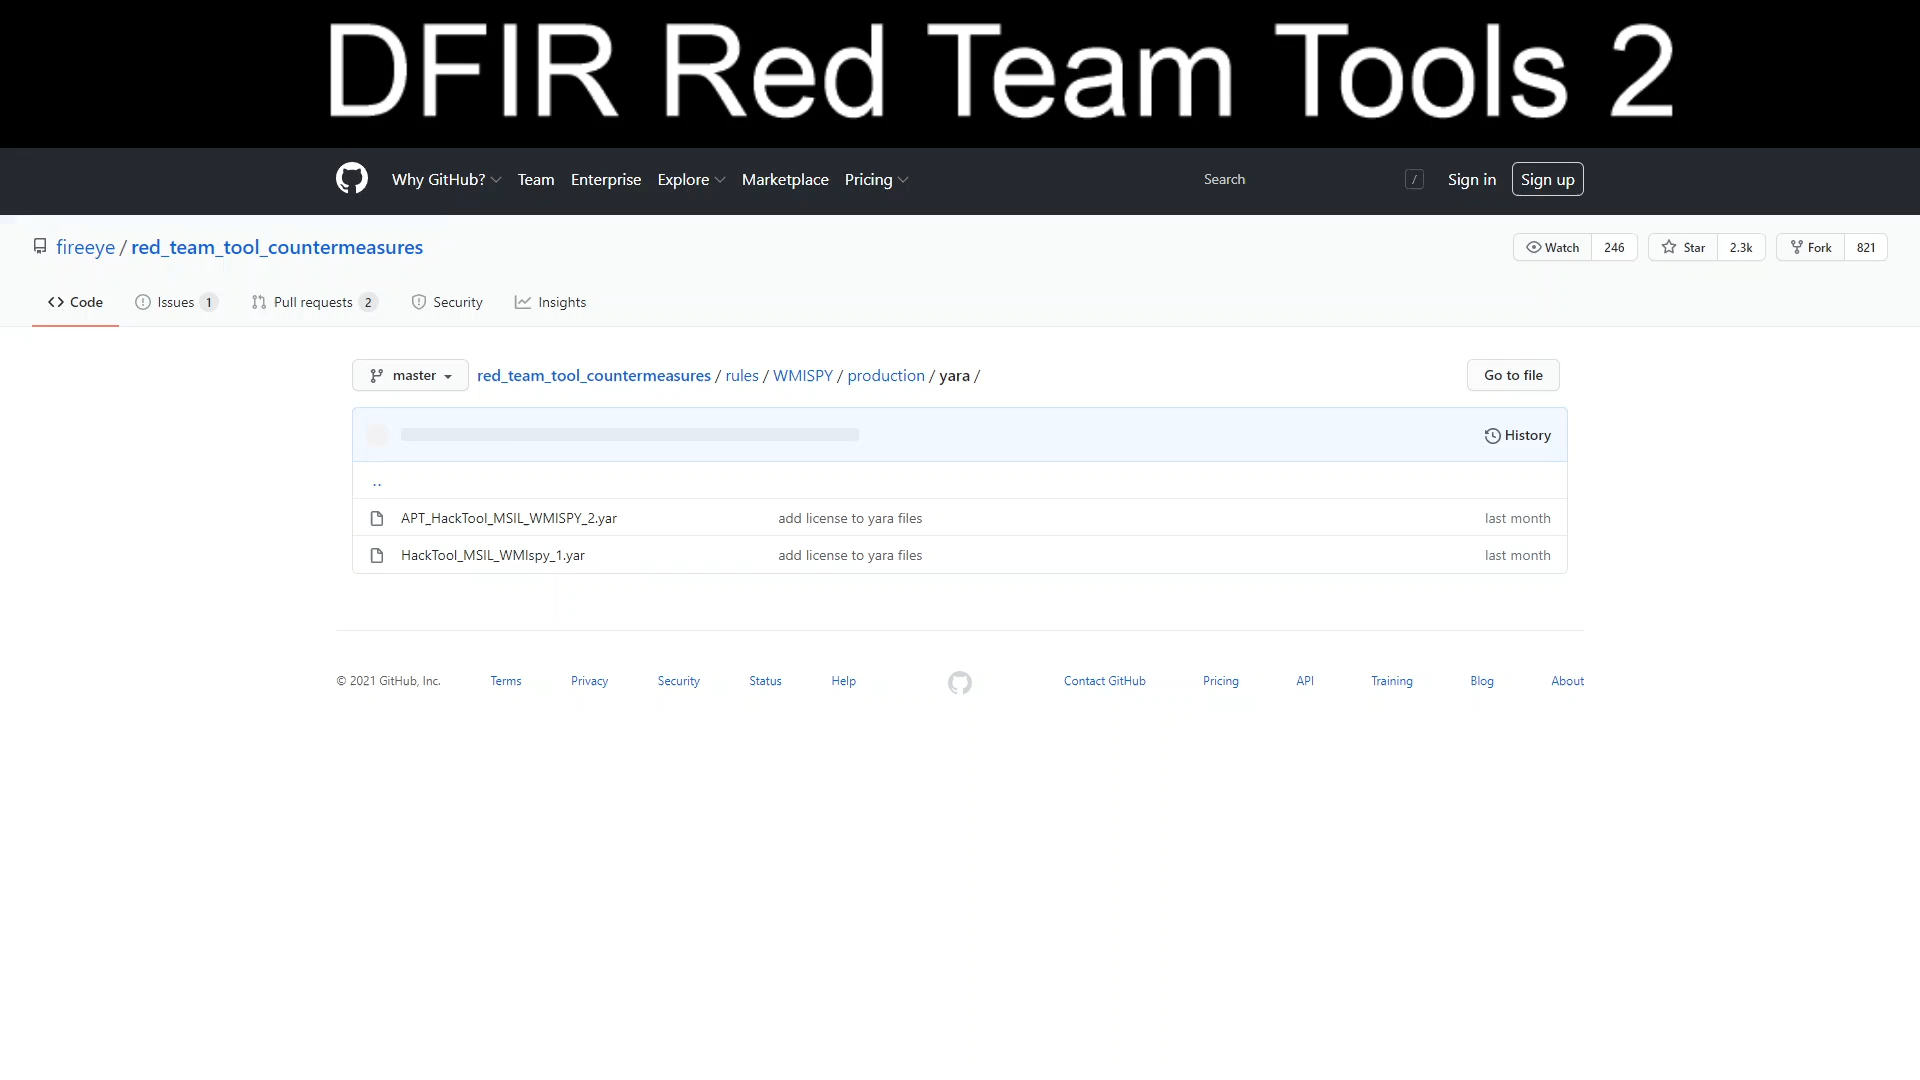 DFIR Red Team Tools 2
Why GitHub? Team Enterprise Explore Marketplace Pricing Search / Sign in Sign up
fireeye / red_team_tool_countermeasures Watch 246 Star 2.3k Fork 821
Code Issues 1 Pull requests 2 Security Insights
master red_team_tool_countermeasures / rules / WMISPY / production / yara / Go to file
History
..
APT_HackTool_MSIL_WMISPY_2.yar add license to yara files last month
HackTool_MSIL_WMIspy_1.yar add license to yara files last month
© 2021 GitHub, Inc. Terms Privacy Security Status Help Contact GitHub Pricing API Training Blog About